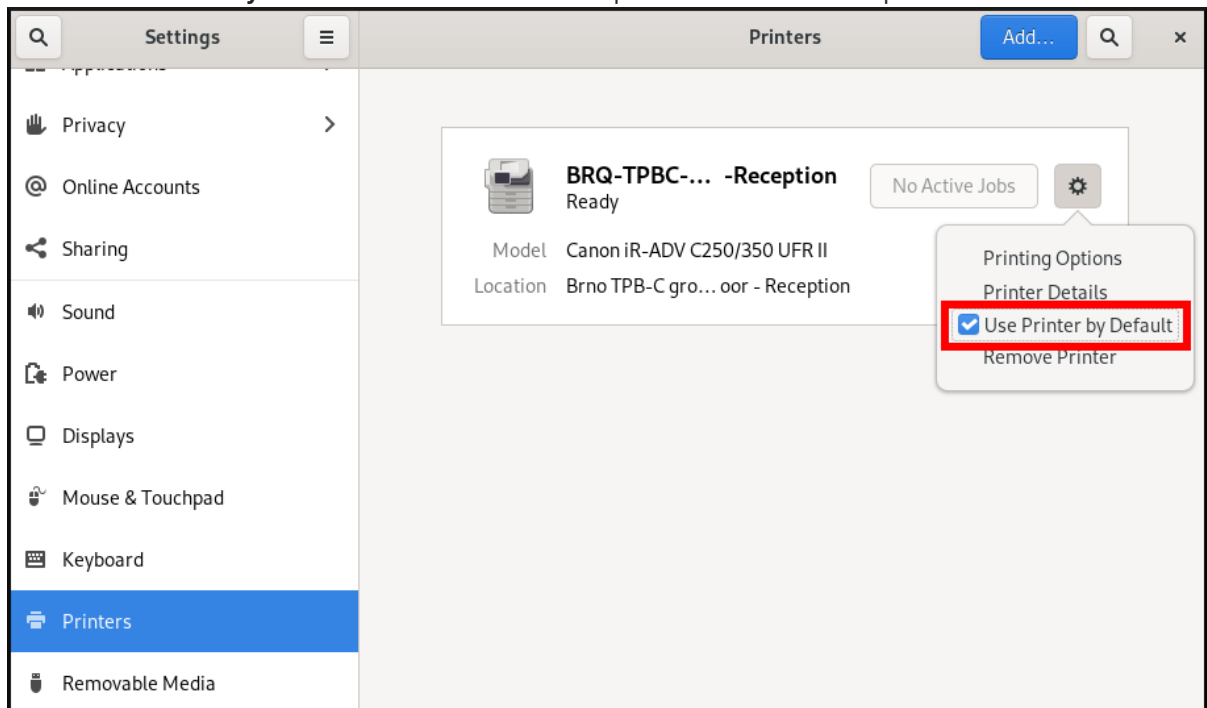 Settings
Printers
Add...
Privacy
Online Accounts
Sharing
Sound
Power
Displays
Mouse & Touchpad
Keyboard
Printers
Removable Media
BRQ-TPBC-... -Reception
Ready
No Active Jobs
Model Canon iR-ADV C250/350 UFR II
Location Brno TPB-C gro... oor - Reception
Printing Options
Printer Details
Use Printer by Default
Remove Printer